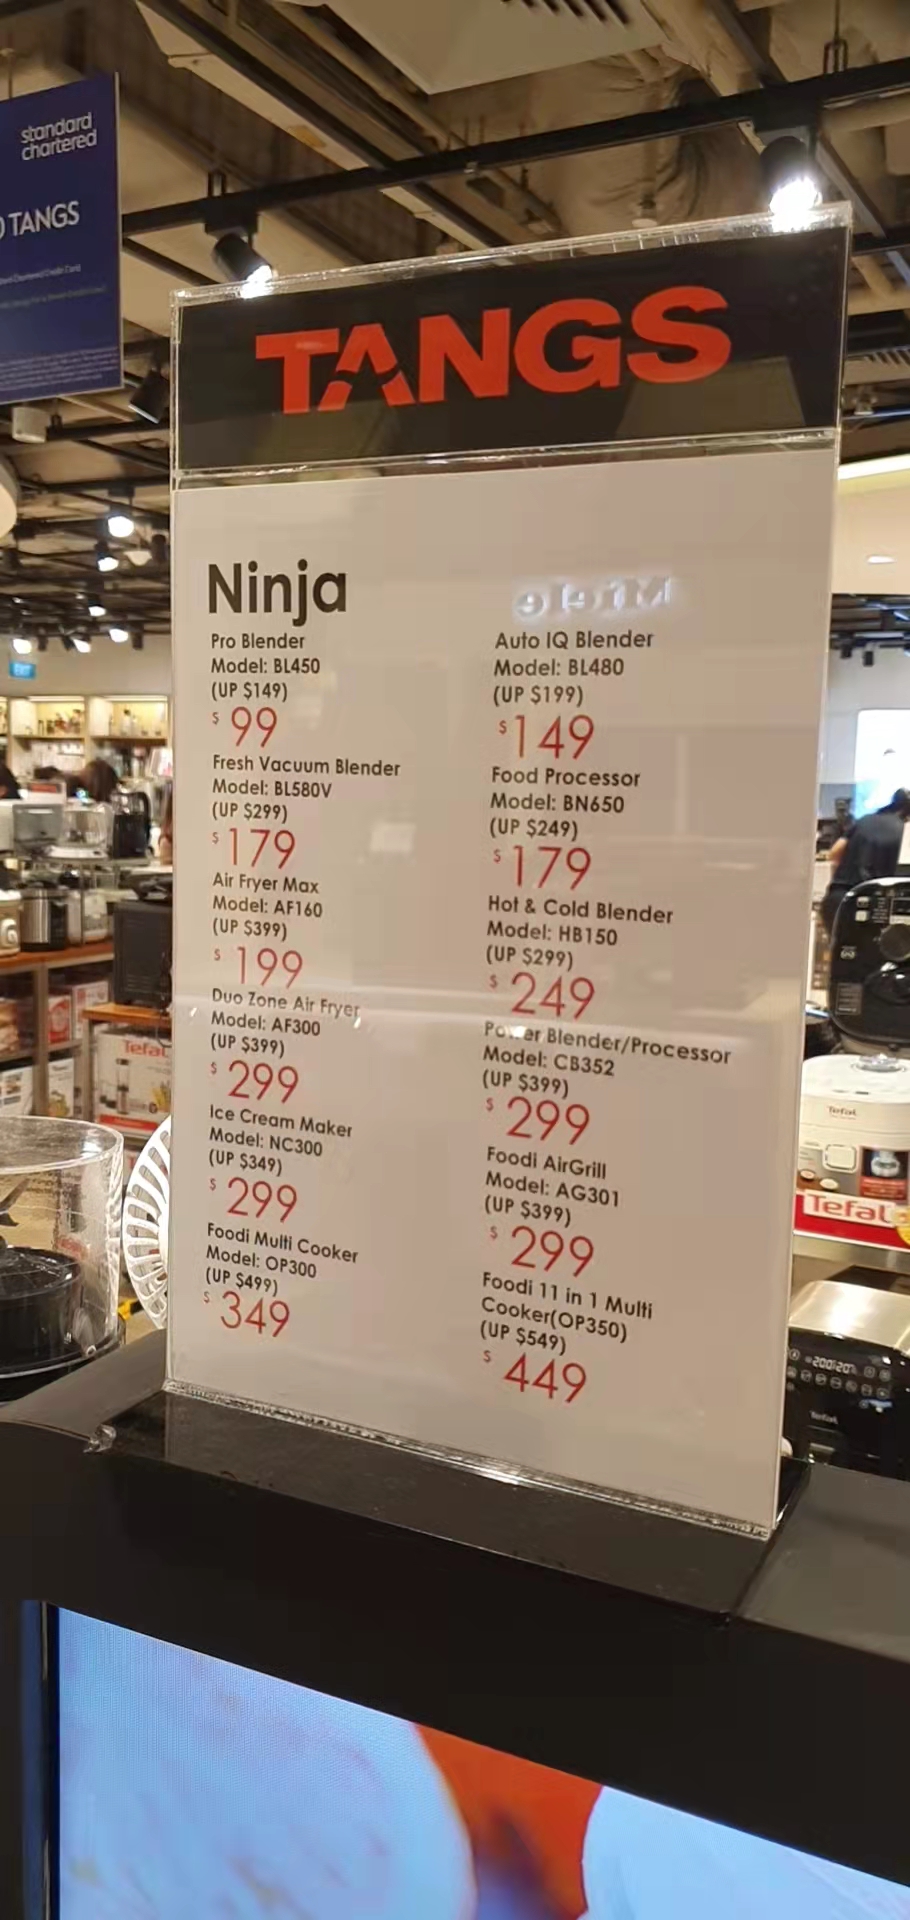 standard
chartered
TANGS
TANGS
Ninja
Pro Blender
Model: BL450
(UP $149)
$99
Fresh Vacuum Blender
Model: BL580V
(UP $299)
$179
Air Fryer Max
Model: AF160
(UP $399)
$199
Duo Zone Air Fryer
Model: AF300
(UP $399)
$299
Ice Cream Maker
Model: NC300
(UP $349)
$299
Foodi Multi Cooker
Model: OP300
(UP $499)
$349
Miele
Auto IQ Blender
Model: BL480
(UP $199)
$149
Food Processor
Model: BN650
(UP $249)
$179
Hot & Cold Blender
Model: HB150
(UP $299)
$249
Power Blender/Processor
Model: CB352
(UP $399)
$299
Foodi AirGrill
Model: AG301
(UP $399)
$299
Foodi 11 in 1 Multi
Cooker(OP350)
(UP $549)
$449
EXIT
Tefal
Tefal
Tefal
Tefal